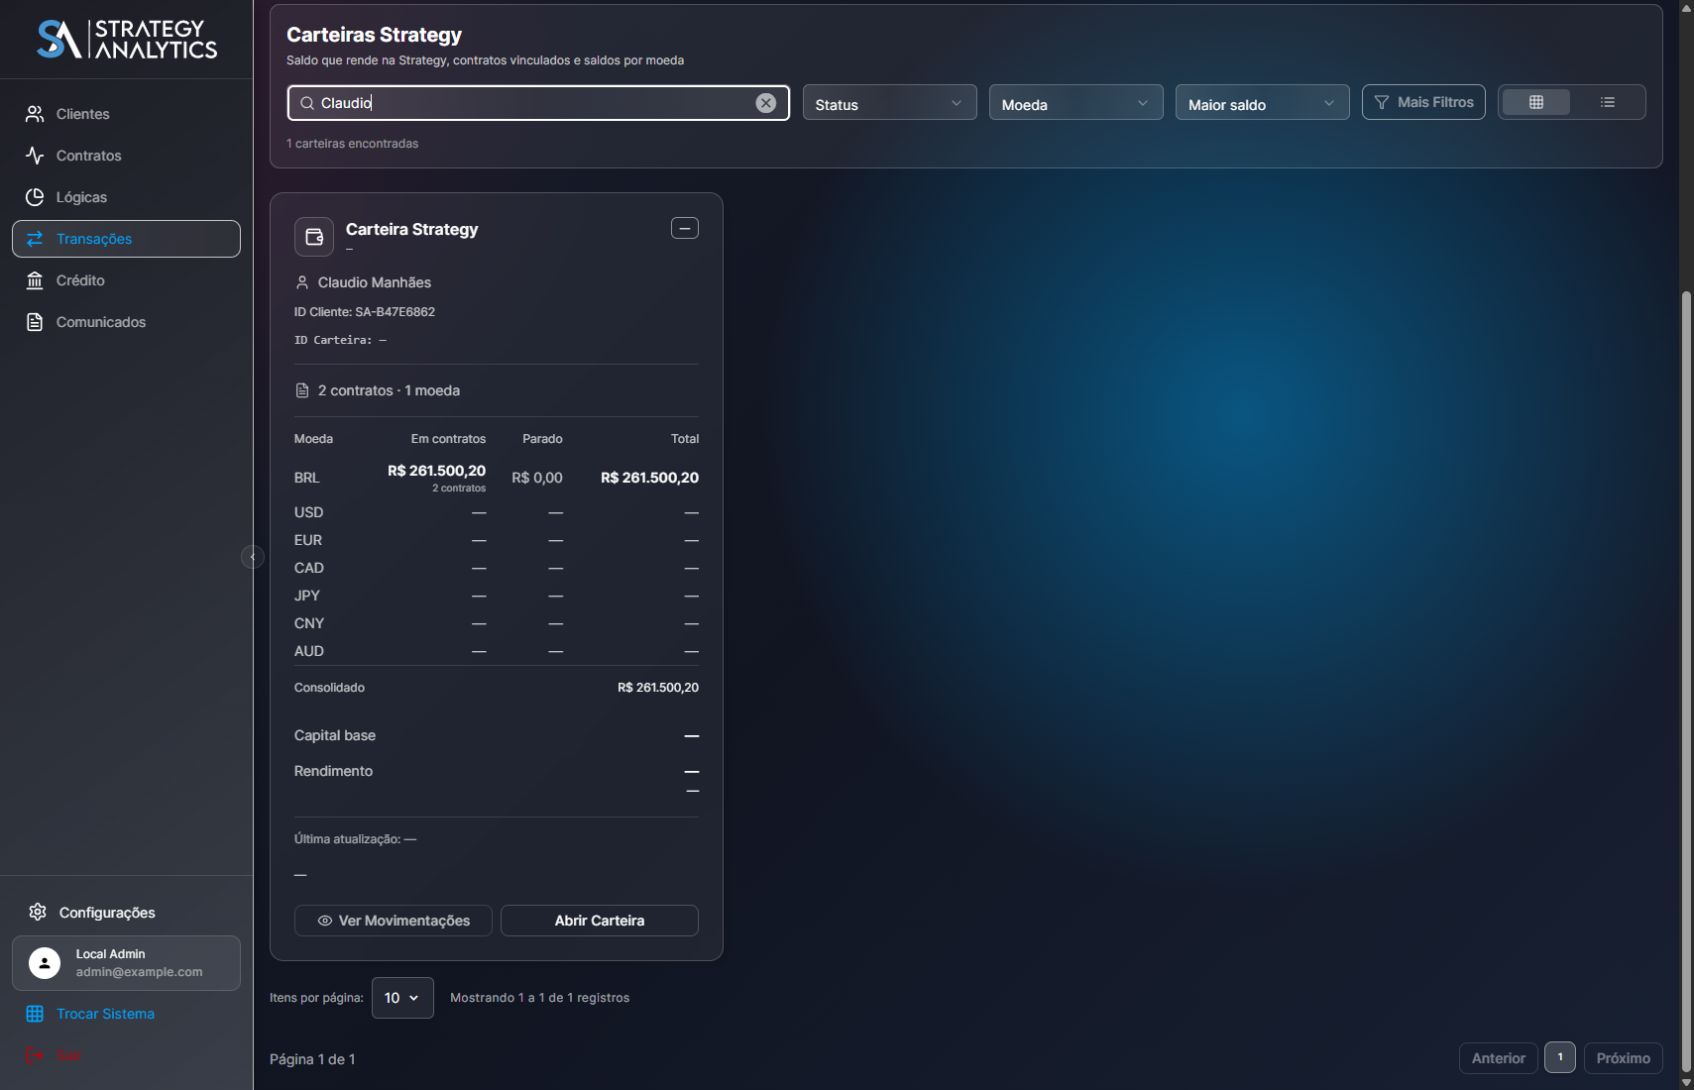 STRATEGY
ANALYTICS
Clientes
Contratos
Lógicas
Transações
Crédito
Comunicados
Configurações
Local Admin
admin@example.com
Trocar Sistema
Sair
Carteiras Strategy
Saldo que rende na Strategy, contratos vinculados e saldos por moeda
Claudio
Status
Moeda
Maior saldo
Mais Filtros
1 carteiras encontradas
Carteira Strategy
—
–
Claudio Manhães
ID Cliente: SA-B47E6862
ID Carteira: —
2 contratos · 1 moeda
Moeda Em contratos Parado Total
BRL R$ 261.500,20 R$ 0,00 R$ 261.500,20
2 contratos
USD — — —
EUR — — —
CAD — — —
JPY — — —
CNY — — —
AUD — — —
Consolidado R$ 261.500,20
Capital base —
Rendimento —
—
Última atualização: —
—
Ver Movimentações
Abrir Carteira
Itens por página: 10 Mostrando 1 a 1 de 1 registros
Página 1 de 1
Anterior 1 Próximo